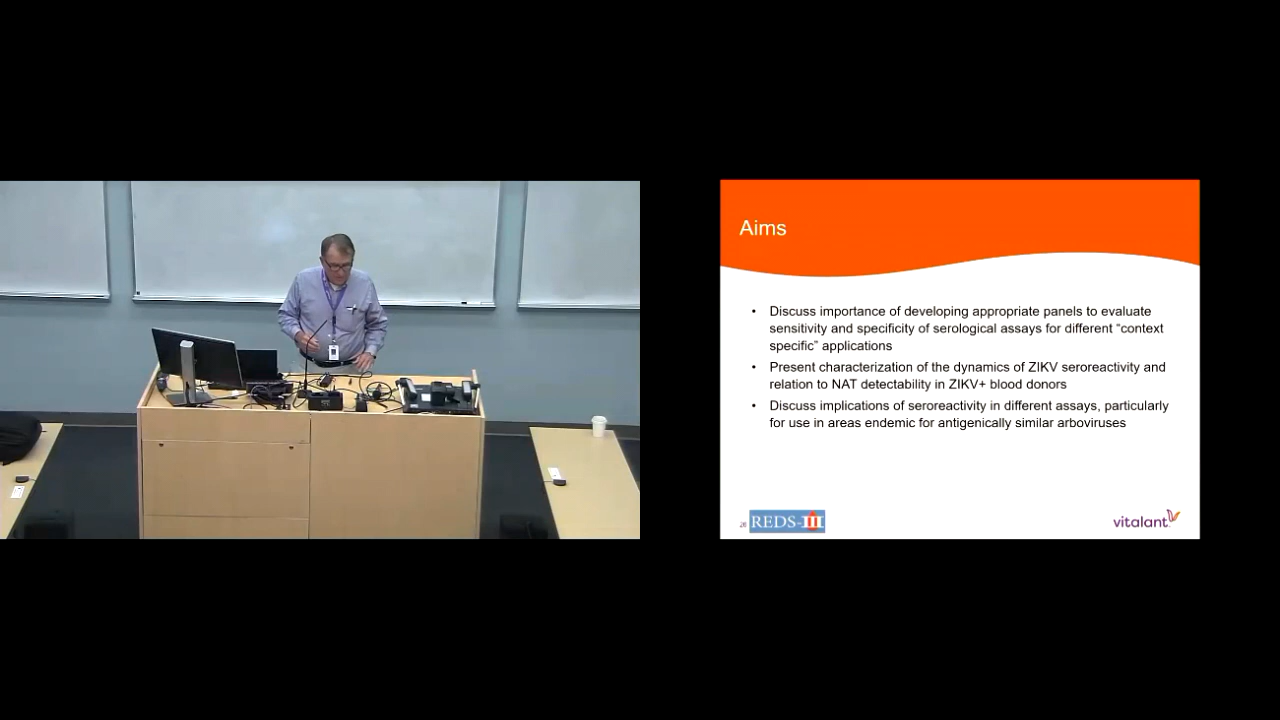 Aims
• Discuss importance of developing appropriate panels to evaluate
sensitivity and specificity of serological assays for different “context
specific” applications
• Present characterization of the dynamics of ZIKV seroreactivity and
relation to NAT detectability in ZIKV+ blood donors
• Discuss implications of seroreactivity in different assays, particularly
for use in areas endemic for antigenically similar arboviruses
REDS-III
vitalant